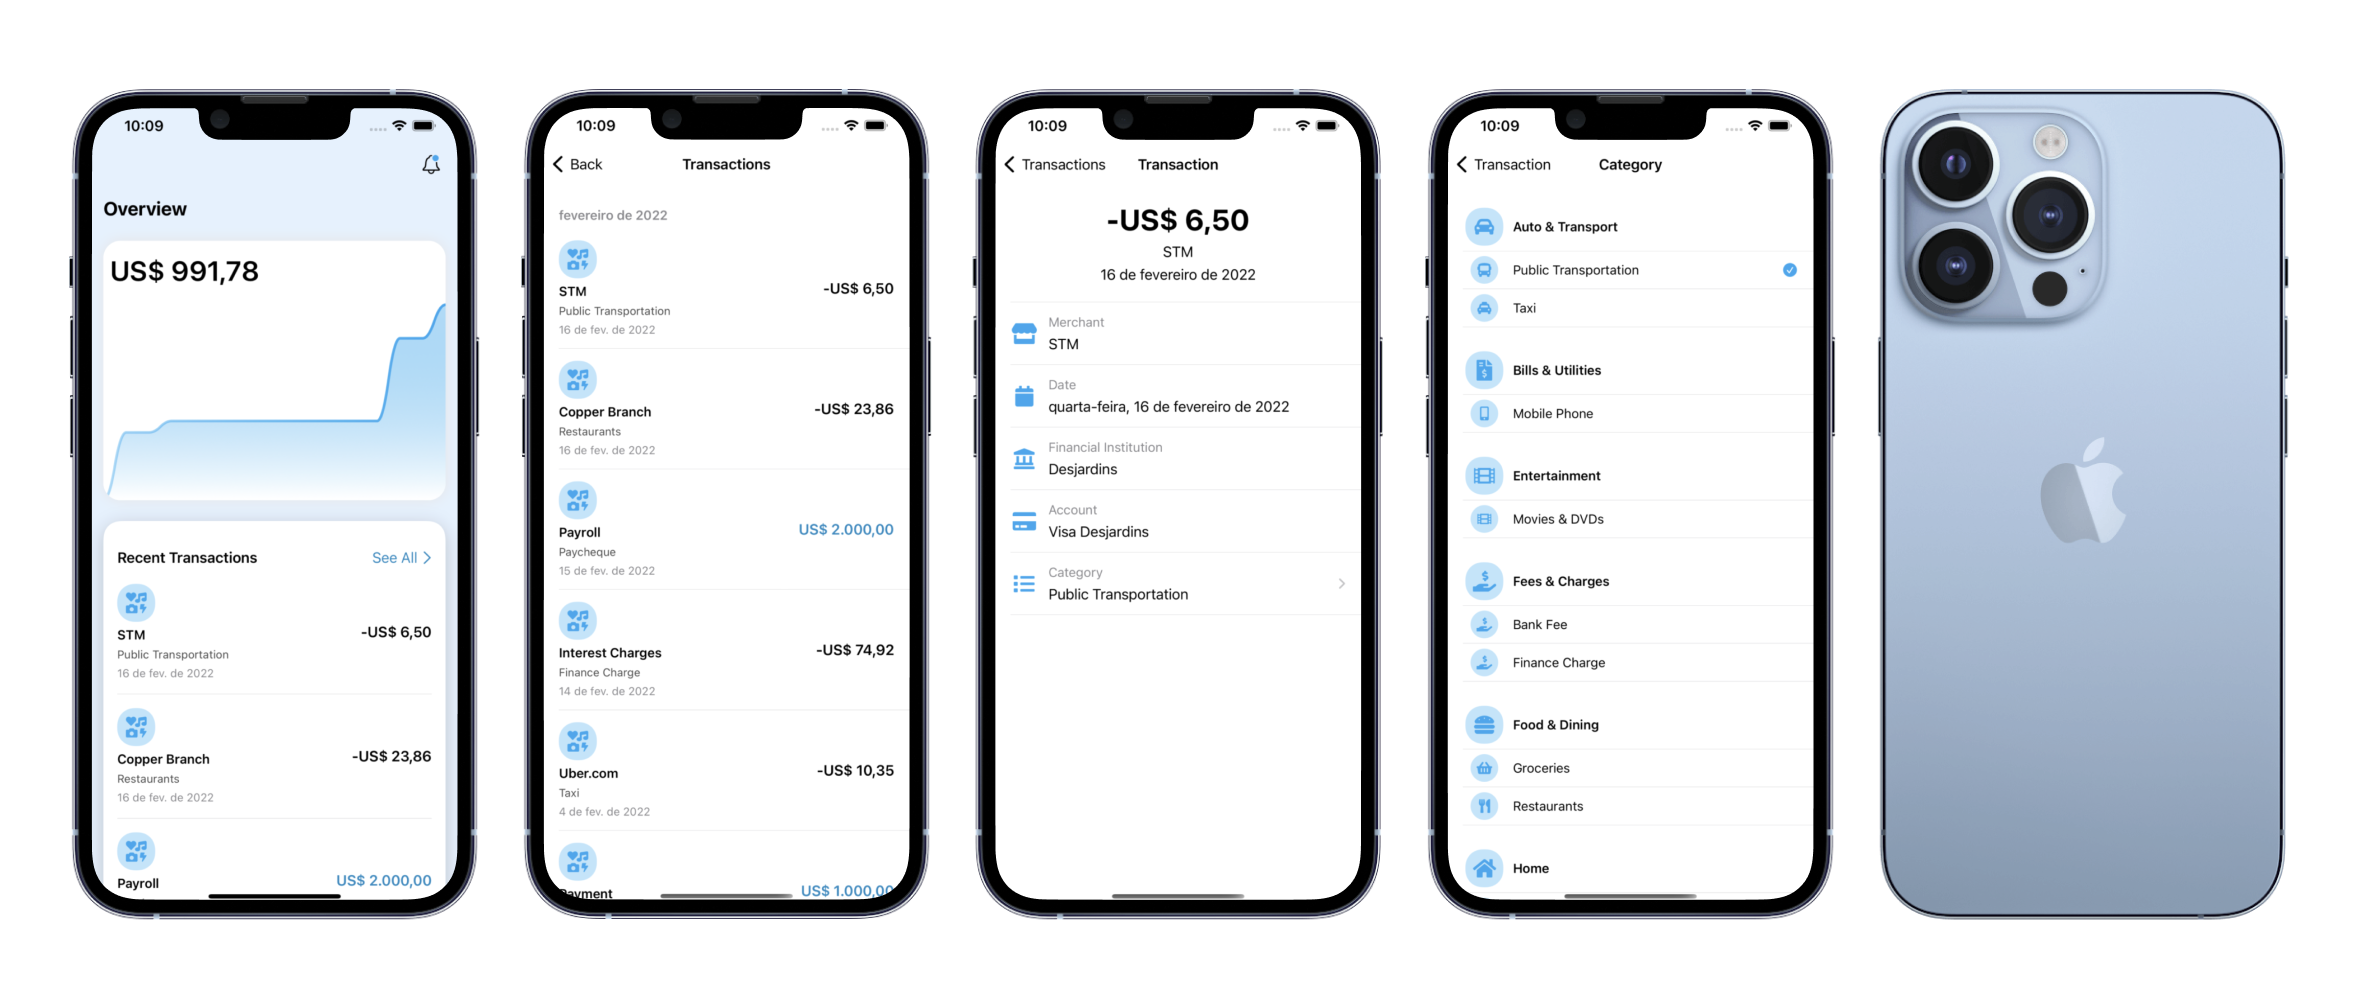 10:09
Overview
US$ 991,78
Recent Transactions
See All
STM
-US$ 6,50
Public Transportation
16 de fev. de 2022
Copper Branch
-US$ 23,86
Restaurants
16 de fev. de 2022
Payroll
US$ 2.000,00
10:09
Back
Transactions
fevereiro de 2022
STM
-US$ 6,50
Public Transportation
16 de fev. de 2022
Copper Branch
-US$ 23,86
Restaurants
16 de fev. de 2022
Payroll
US$ 2.000,00
Paycheque
15 de fev. de 2022
Interest Charges
-US$ 74,92
Finance Charge
14 de fev. de 2022
Uber.com
-US$ 10,35
Taxi
4 de fev. de 2022
Payment
US$ 1.000,00
10:09
Transactions
Transaction
-US$ 6,50
STM
16 de fevereiro de 2022
Merchant
STM
Date
quarta-feira, 16 de fevereiro de 2022
Financial Institution
Desjardins
Account
Visa Desjardins
Category
Public Transportation
10:09
Transaction
Category
Auto & Transport
Public Transportation
Taxi
Bills & Utilities
Mobile Phone
Entertainment
Movies & DVDs
Fees & Charges
Bank Fee
Finance Charge
Food & Dining
Groceries
Restaurants
Home